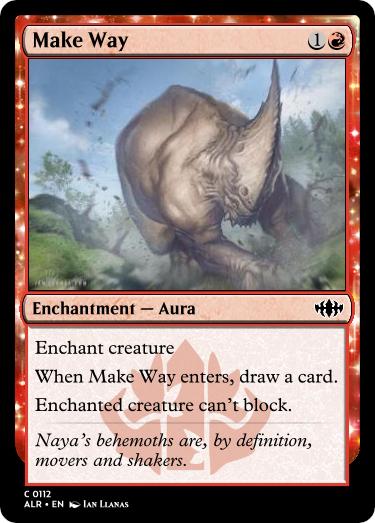 Make Way 1
Enchantment — Aura
Enchant creature
When Make Way enters, draw a card.
Enchanted creature can't block.
Naya's behemoths are, by definition,
movers and shakers.
C 0112
ALR • EN Ian Llanas